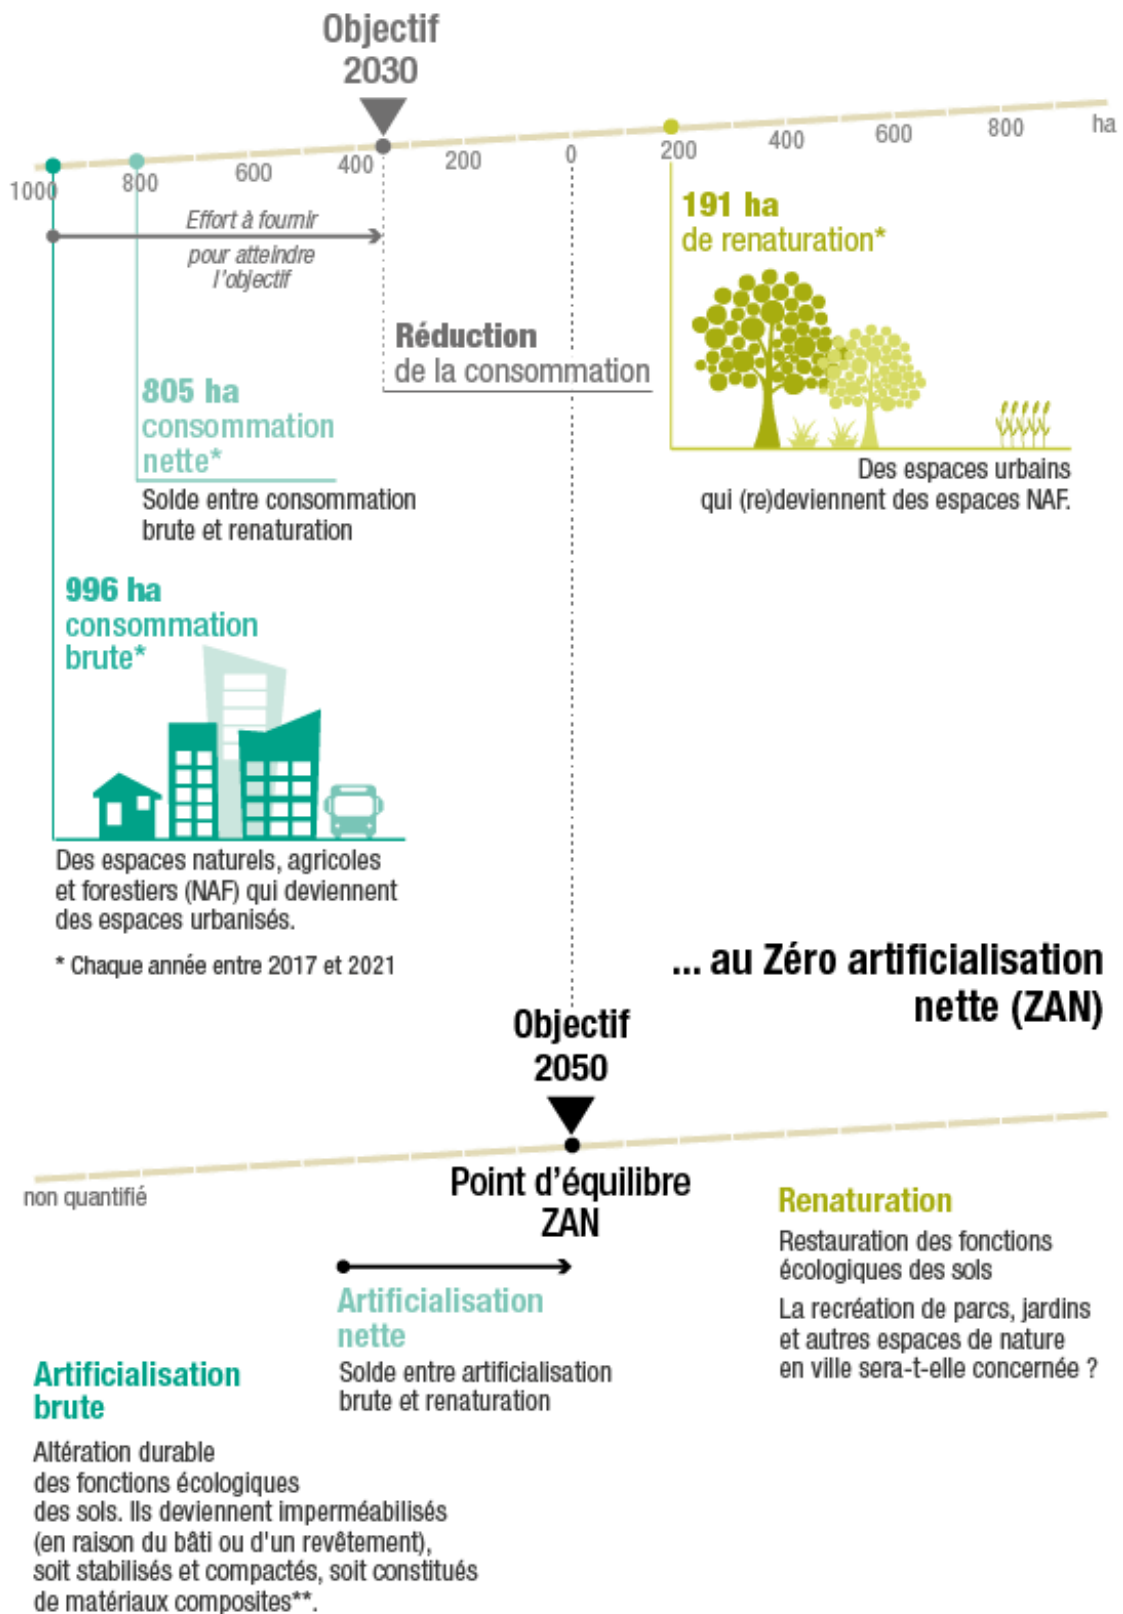 Objectif
2030
1000
800
600
400
200
0
200
400
600
800
ha
Effort à fournir
pour atteindre
l'objectif
191 ha
de renaturation*
Réduction
de la consommation
805 ha
consommation
nette*
Solde entre consommation
brute et renaturation
Des espaces urbains
qui (re)deviennent des espaces NAF.
996 ha
consommation
brute*
Des espaces naturels, agricoles
et forestiers (NAF) qui deviennent
des espaces urbanisés.
* Chaque année entre 2017 et 2021
... au Zéro artificialisation
nette (ZAN)
Objectif
2050
non quantifié
Point d'équilibre
ZAN
Renaturation
Restauration des fonctions
écologiques des sols
La recréation de parcs, jardins
et autres espaces de nature
en ville sera-t-elle concernée ?
Artificialisation
nette
Solde entre artificialisation
brute et renaturation
Artificialisation
brute
Altération durable
des fonctions écologiques
des sols. Ils deviennent imperméabilisés
(en raison du bâti ou d'un revêtement),
soit stabilisés et compactés, soit constitués
de matériaux composites**.